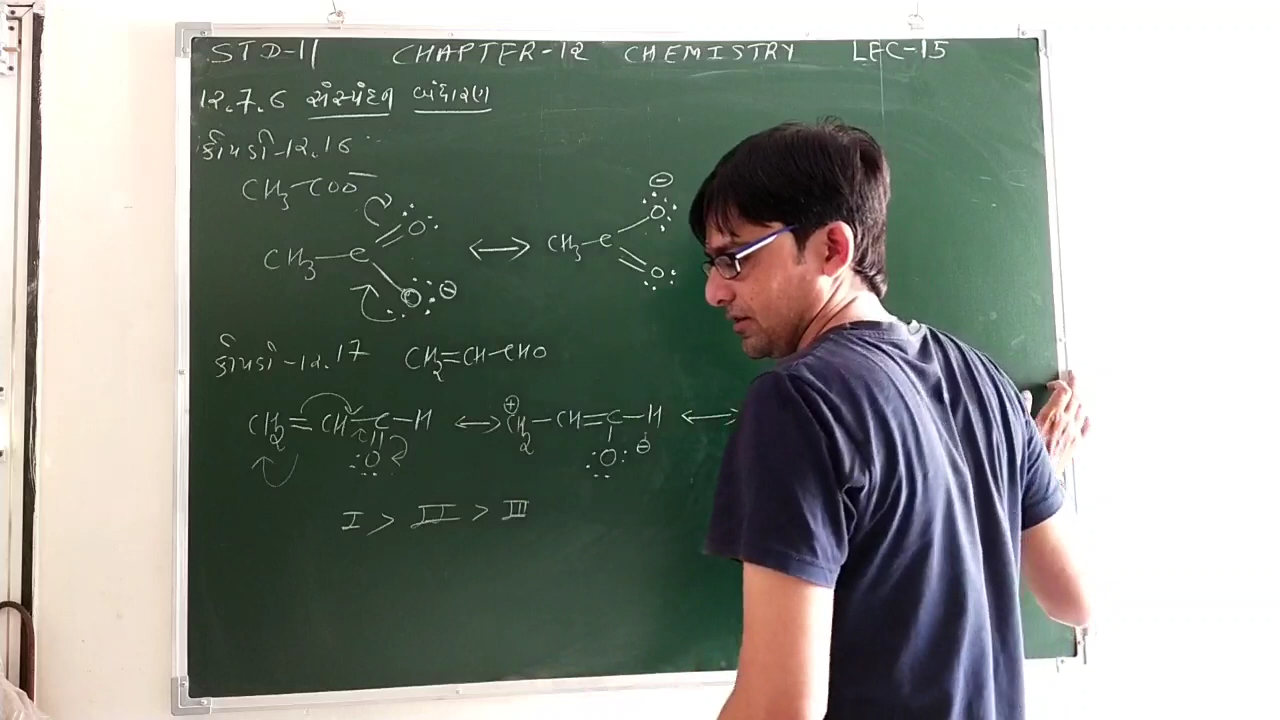 STD-11 CHAPTER-12 CHEMISTRY LEC-15
12.7.6 સંસ્પંદન બંધારણ
કોયડો-12.16
CH₃-COO⁻
CH₃-C O O ⊖ ↔ CH₃-C O ⊖ O
કોયડો-12.17 CH₂=CH-CHO
CH₂=CH-C-H ↔ ⊕ CH₂-CH=C-H ↔
O O ⊖
I > II > III